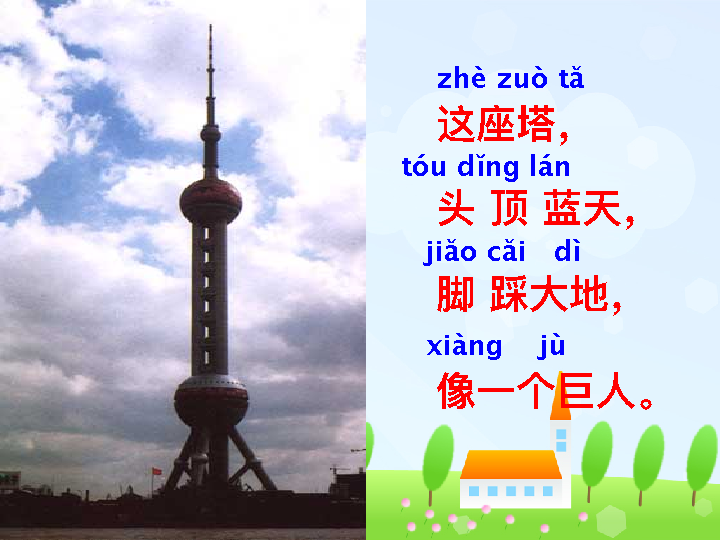 zhè zuò tǎ
这座塔，
tóu dǐng lán
头 顶 蓝天，
jiǎo cǎi dì
脚 踩大地，
xiàng jù
像一个巨人。